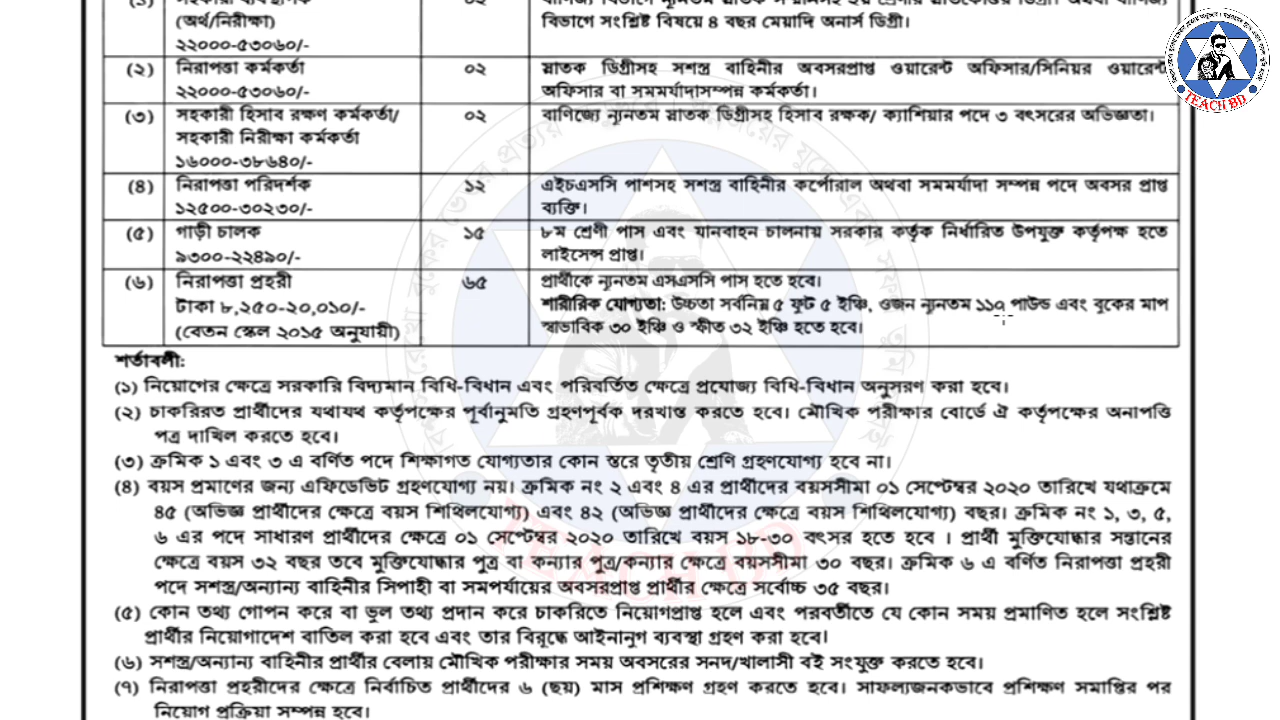 (১) সহকারী ব্যবস্থাপক ০২ বাণিজ্য বিভাগে ন্যূনতম স্নাতক সম্মানসহ ২য় শ্রেণীর স্নাতকোত্তর ডিগ্রী। অথবা বাণিজ্য
(অর্থ/নিরীক্ষা) বিভাগে সংশ্লিষ্ট বিষয়ে ৪ বছর মেয়াদি অনার্স ডিগ্রী।
২২০০০-৫৩০৬০/-
(২) নিরাপত্তা কর্মকর্তা ০২ স্নাতক ডিগ্রীসহ সশস্ত্র বাহিনীর অবসরপ্রাপ্ত ওয়ারেন্ট অফিসার/সিনিয়র ওয়ারেন্ট
২২০০০-৫৩০৬০/- অফিসার বা সমমর্যাদাসম্পন্ন কর্মকর্তা।
(৩) সহকারী হিসাব রক্ষণ কর্মকর্তা/ ০২ বাণিজ্যে ন্যূনতম স্নাতক ডিগ্রীসহ হিসাব রক্ষক/ ক্যাশিয়ার পদে ৩ বৎসরের অভিজ্ঞতা।
সহকারী নিরীক্ষা কর্মকর্তা
১৬০০০-৩৮৬৪০/-
(৪) নিরাপত্তা পরিদর্শক ১২ এইচএসসি পাশসহ সশস্ত্র বাহিনীর কর্পোরাল অথবা সমমর্যাদা সম্পন্ন পদে অবসর প্রাপ্ত
১২৫০০-৩০২৩০/- ব্যক্তি।
(৫) গাড়ী চালক ১৫ ৮ম শ্রেণী পাস এবং যানবাহন চালনায় সরকার কর্তৃক নির্ধারিত উপযুক্ত কর্তৃপক্ষ হতে
৯৩০০-২২৪৯০/- লাইসেন্স প্রাপ্ত।
(৬) নিরাপত্তা প্রহরী ৬৫ প্রার্থীকে ন্যূনতম এসএসসি পাস হতে হবে।
টাকা ৮,২৫০-২০,০১০/- শারীরিক যোগ্যতা: উচ্চতা সর্বনিম্ন ৫ ফুট ৫ ইঞ্চি, ওজন ন্যূনতম ১১০ পাউন্ড এবং বুকের মাপ
(বেতন স্কেল ২০১৫ অনুযায়ী) স্বাভাবিক ৩০ ইঞ্চি ও স্ফীত ৩২ ইঞ্চি হতে হবে।
শর্তাবলী:
(১) নিয়োগের ক্ষেত্রে সরকারি বিদ্যমান বিধি-বিধান এবং পরিবর্তিত ক্ষেত্রে প্রযোজ্য বিধি-বিধান অনুসরণ করা হবে।
(২) চাকরিরত প্রার্থীদের যথাযথ কর্তৃপক্ষের পূর্বানুমতি গ্রহণপূর্বক দরখাস্ত করতে হবে। মৌখিক পরীক্ষার বোর্ডে ঐ কর্তৃপক্ষের অনাপত্তি
পত্র দাখিল করতে হবে।
(৩) ক্রমিক ১ এবং ৩ এ বর্ণিত পদে শিক্ষাগত যোগ্যতার কোন স্তরে তৃতীয় শ্রেণি গ্রহণযোগ্য হবে না।
(৪) বয়স প্রমাণের জন্য এফিডেভিট গ্রহণযোগ্য নয়। ক্রমিক নং ২ এবং ৪ এর প্রার্থীদের বয়সসীমা ০১ সেপ্টেম্বর ২০২০ তারিখে যথাক্রমে
৪৫ (অভিজ্ঞ প্রার্থীদের ক্ষেত্রে বয়স শিথিলযোগ্য) এবং ৪২ (অভিজ্ঞ প্রার্থীদের ক্ষেত্রে বয়স শিথিলযোগ্য) বছর। ক্রমিক নং ১, ৩, ৫,
৬ এর পদে সাধারণ প্রার্থীদের ক্ষেত্রে ০১ সেপ্টেম্বর ২০২০ তারিখে বয়স ১৮-৩০ বৎসর হতে হবে । প্রার্থী মুক্তিযোদ্ধার সন্তানের
ক্ষেত্রে বয়স ৩২ বছর তবে মুক্তিযোদ্ধার পুত্র বা কন্যার পুত্র/কন্যার ক্ষেত্রে বয়সসীমা ৩০ বছর। ক্রমিক ৬ এ বর্ণিত নিরাপত্তা প্রহরী
পদে সশস্ত্র/অন্যান্য বাহিনীর সিপাহী বা সমপর্যায়ের অবসরপ্রাপ্ত প্রার্থীর ক্ষেত্রে সর্বোচ্চ ৩৫ বছর।
(৫) কোন তথ্য গোপন করে বা ভুল তথ্য প্রদান করে চাকরিতে নিয়োগপ্রাপ্ত হলে এবং পরবর্তীতে যে কোন সময় প্রমাণিত হলে সংশ্লিষ্ট
প্রার্থীর নিয়োগাদেশ বাতিল করা হবে এবং তার বিরূদ্ধে আইনানুগ ব্যবস্থা গ্রহণ করা হবে।
(৬) সশস্ত্র/অন্যান্য বাহিনীর প্রার্থীর বেলায় মৌখিক পরীক্ষার সময় অবসরের সনদ/খালাসী বই সংযুক্ত করতে হবে।
(৭) নিরাপত্তা প্রহরীদের ক্ষেত্রে নির্বাচিত প্রার্থীদের ৬ (ছয়) মাস প্রশিক্ষণ গ্রহণ করতে হবে। সাফল্যজনকভাবে প্রশিক্ষণ সমাপ্তির পর
নিয়োগ প্রক্রিয়া সম্পন্ন হবে।
TEACH BD
TEACH BD